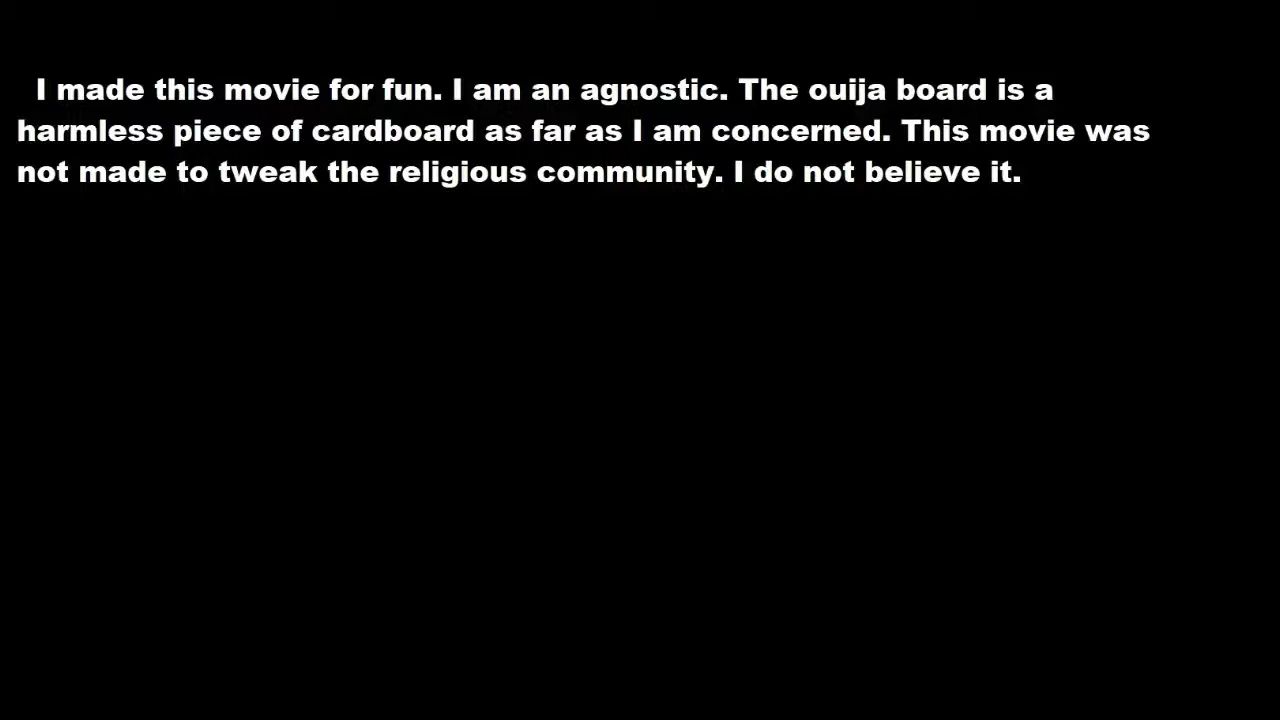 I made this movie for fun. I am an agnostic. The ouija board is a
harmless piece of cardboard as far as I am concerned. This movie was
not made to tweak the religious community. I do not believe it.